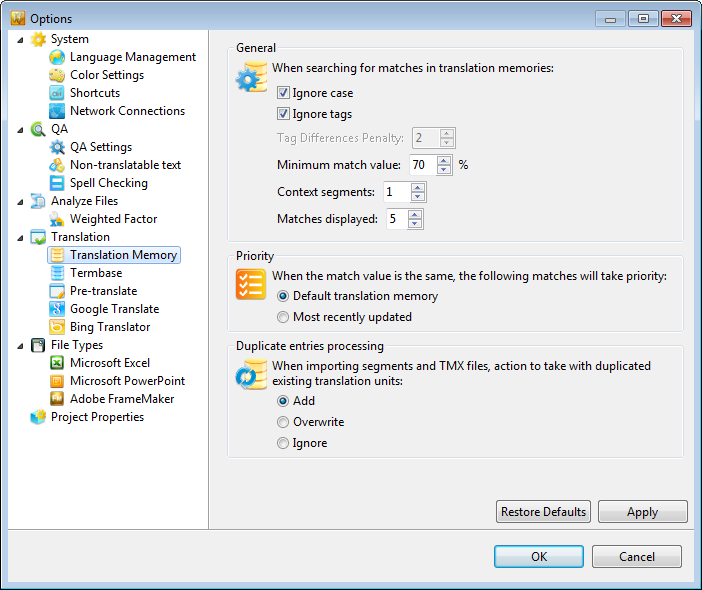 Options
System
Language Management
Color Settings
Shortcuts
Network Connections
QA
QA Settings
Non-translatable text
Spell Checking
Analyze Files
Weighted Factor
Translation
Translation Memory
Termbase
Pre-translate
Google Translate
Bing Translator
File Types
Microsoft Excel
Microsoft PowerPoint
Adobe FrameMaker
Project Properties
General
When searching for matches in translation memories:
Ignore case
Ignore tags
Tag Differences Penalty: 2
Minimum match value: 70 %
Context segments: 1
Matches displayed: 5
Priority
When the match value is the same, the following matches will take priority:
Default translation memory
Most recently updated
Duplicate entries processing
When importing segments and TMX files, action to take with duplicated
existing translation units:
Add
Overwrite
Ignore
Restore Defaults Apply
OK Cancel